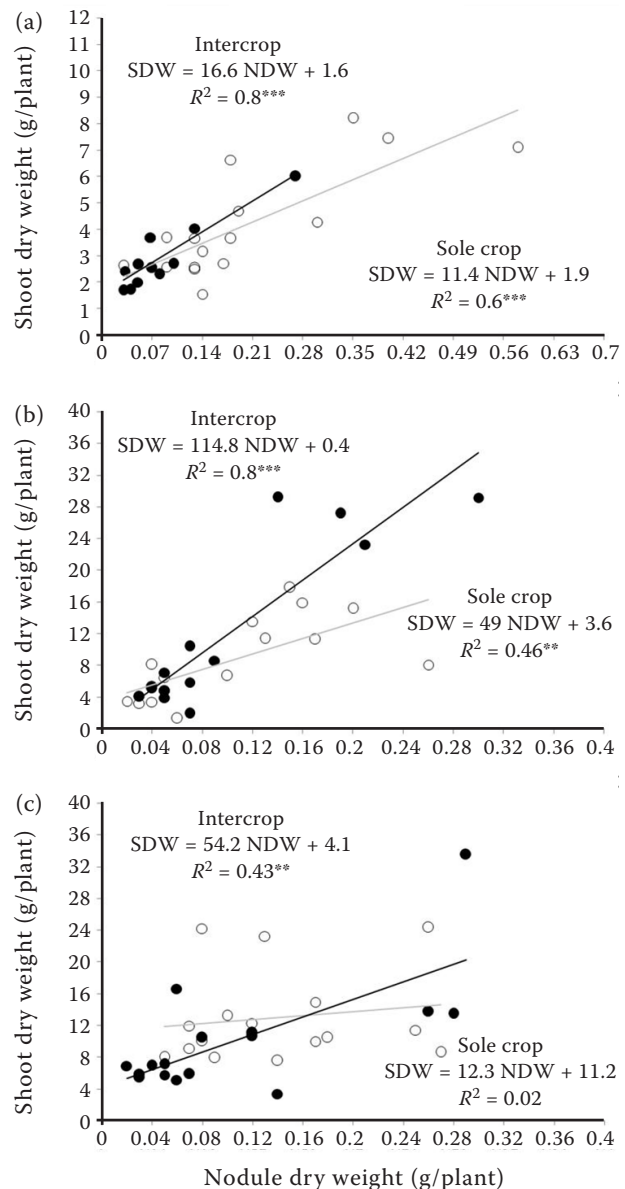 (a)
Shoot dry weight (g/plant)
12
11
10
9
8
7
6
5
4
3
2
1
0
Intercrop
SDW = 16.6 NDW + 1.6
R² = 0.8***
Sole crop
SDW = 11.4 NDW + 1.9
R² = 0.6***
0 0.07 0.14 0.21 0.28 0.35 0.42 0.49 0.56 0.63 0.7
(b)
Shoot dry weight (g/plant)
40
36
32
28
24
20
16
12
8
4
0
Intercrop
SDW = 114.8 NDW + 0.4
R² = 0.8***
Sole crop
SDW = 49 NDW + 3.6
R² = 0.46**
0 0.04 0.08 0.12 0.16 0.2 0.24 0.28 0.32 0.36 0.4
(c)
Shoot dry weight (g/plant)
40
36
32
28
24
20
16
12
8
4
0
Intercrop
SDW = 54.2 NDW + 4.1
R² = 0.43**
Sole crop
SDW = 12.3 NDW + 11.2
R² = 0.02
0 0.04 0.08 0.12 0.16 0.2 0.24 0.28 0.32 0.36 0.4
Nodule dry weight (g/plant)